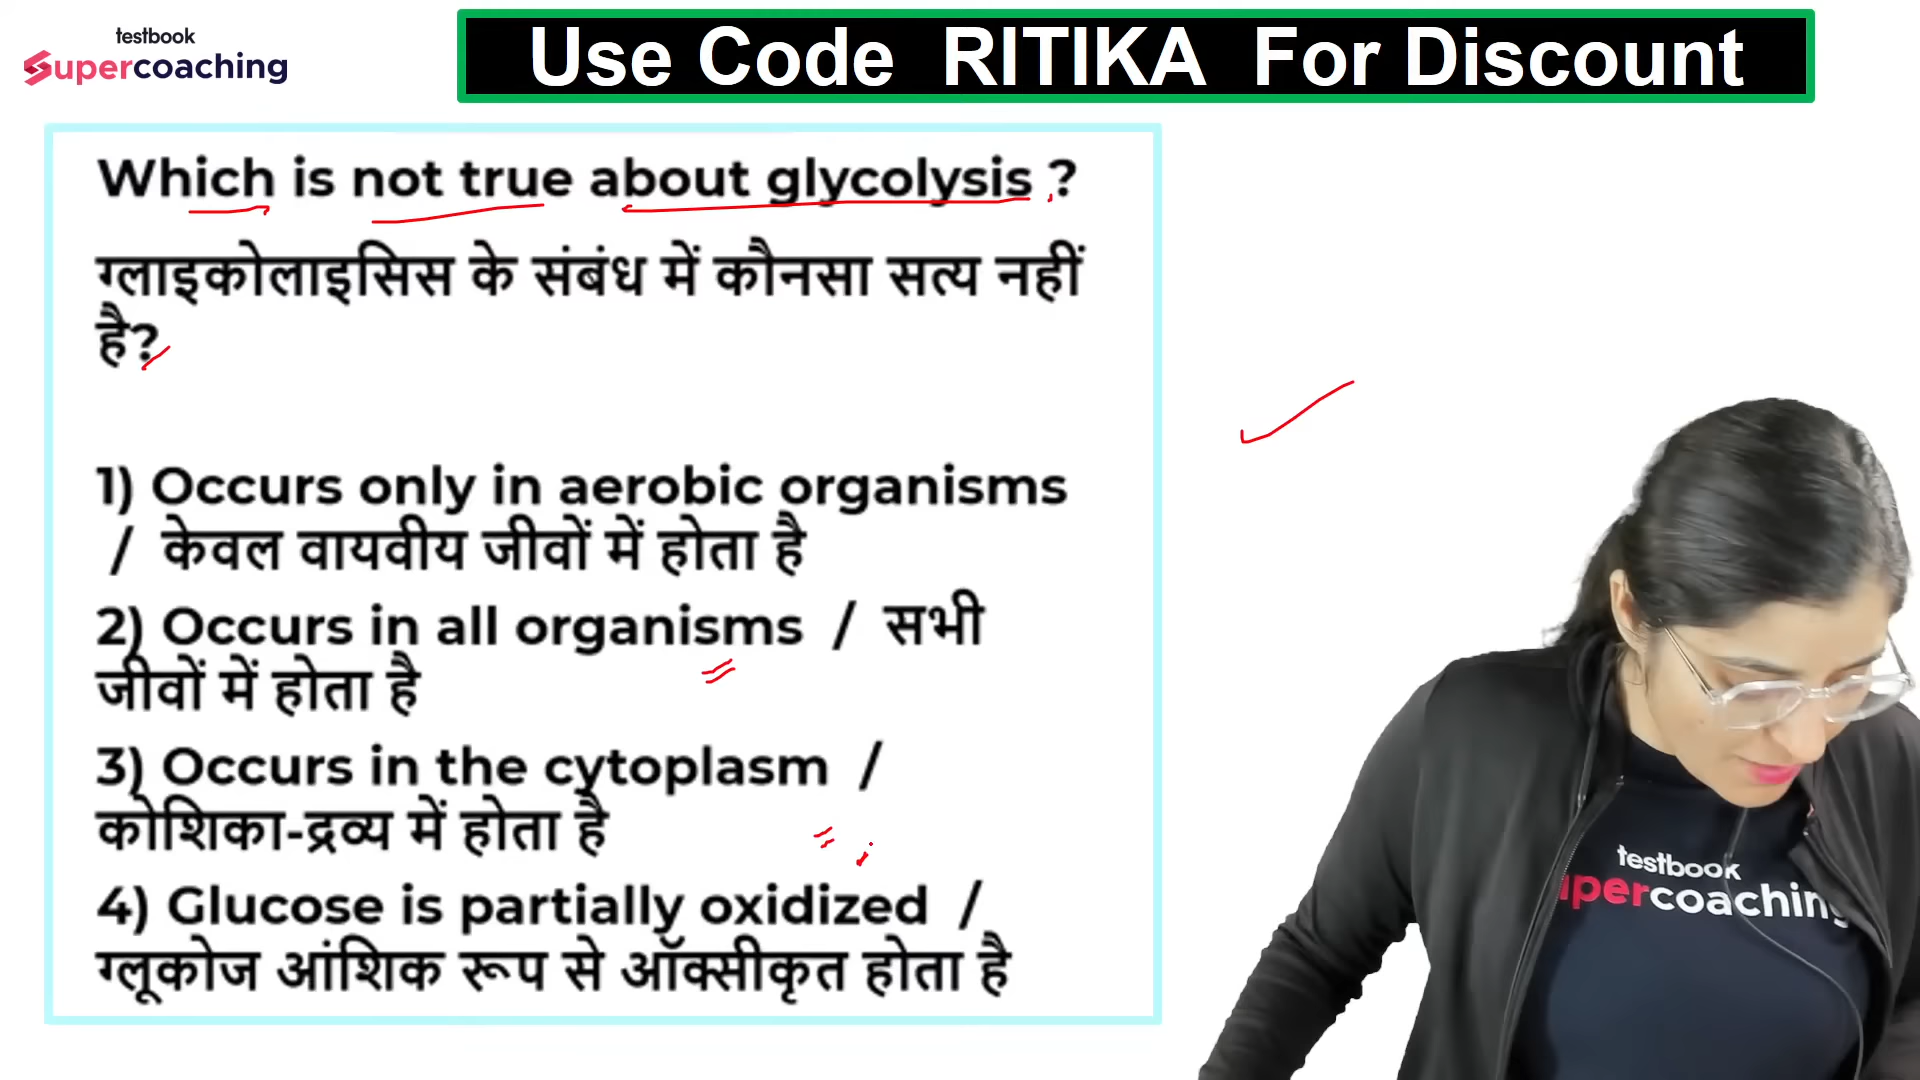 testbook
Supercoaching
Use Code RITIKA For Discount
Which is not true about glycolysis ?
ग्लाइकोलाइसिस के संबंध में कौनसा सत्य नहीं
है?
1) Occurs only in aerobic organisms
/ केवल वायवीय जीवों में होता है
2) Occurs in all organisms / सभी
जीवों में होता है
3) Occurs in the cytoplasm /
कोशिका-द्रव्य में होता है
4) Glucose is partially oxidized /
ग्लूकोज आंशिक रूप से ऑक्सीकृत होता है
testbook
upercoaching